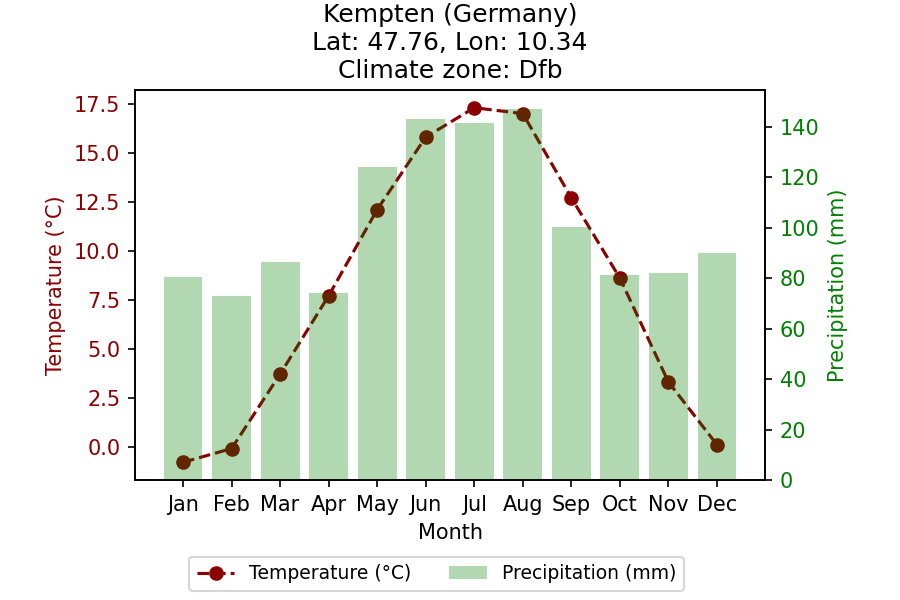 Kempten (Germany)
Lat: 47.76, Lon: 10.34
Climate zone: Dfb
Temperature (°C)
17.5
15.0
12.5
10.0
7.5
5.0
2.5
0.0
140
120
100
80
60
40
20
0
Precipitation (mm)
Jan Feb Mar Apr May Jun Jul Aug Sep Oct Nov Dec
Month
Temperature (°C) Precipitation (mm)